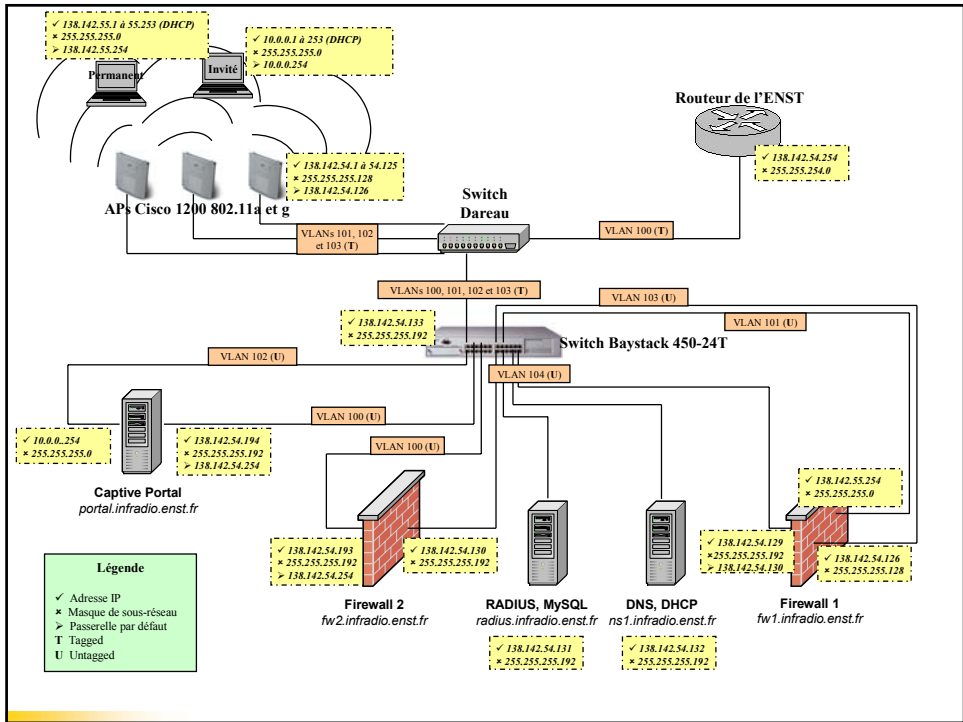 ✓ 138.142.55.1 à 55.253 (DHCP)
× 255.255.255.0
➢ 138.142.55.254
✓ 10.0.0.1 à 253 (DHCP)
× 255.255.255.0
➢ 10.0.0.254
Permanent
Invité
Routeur de l'ENST
✓ 138.142.54.254
× 255.255.254.0
✓ 138.142.54.1 à 54.125
× 255.255.255.128
➢ 138.142.54.126
APs Cisco 1200 802.11a et g
Switch
Dareau
VLANs 101, 102
et 103 (T)
VLAN 100 (T)
VLANs 100, 101, 102 et 103 (T)
VLAN 103 (U)
VLAN 101 (U)
✓ 138.142.54.133
× 255.255.255.192
Switch Baystack 450-24T
VLAN 102 (U)
VLAN 104 (U)
VLAN 100 (U)
VLAN 100 (U)
✓ 10.0.0..254
× 255.255.255.0
✓ 138.142.54.194
× 255.255.255.192
➢ 138.142.54.254
Captive Portal
portal.infradio.enst.fr
✓ 138.142.55.254
× 255.255.255.0
✓ 138.142.54.193
× 255.255.255.192
➢ 138.142.54.254
✓ 138.142.54.130
× 255.255.255.192
✓ 138.142.54.129
× 255.255.255.192
➢ 138.142.54.130
✓ 138.142.54.126
× 255.255.255.128
Firewall 2
fw2.infradio.enst.fr
RADIUS, MySQL
radius.infradio.enst.fr
DNS, DHCP
ns1.infradio.enst.fr
Firewall 1
fw1.infradio.enst.fr
✓ 138.142.54.131
× 255.255.255.192
✓ 138.142.54.132
× 255.255.255.192
Légende
✓ Adresse IP
× Masque de sous-réseau
➢ Passerelle par défaut
T Tagged
U Untagged